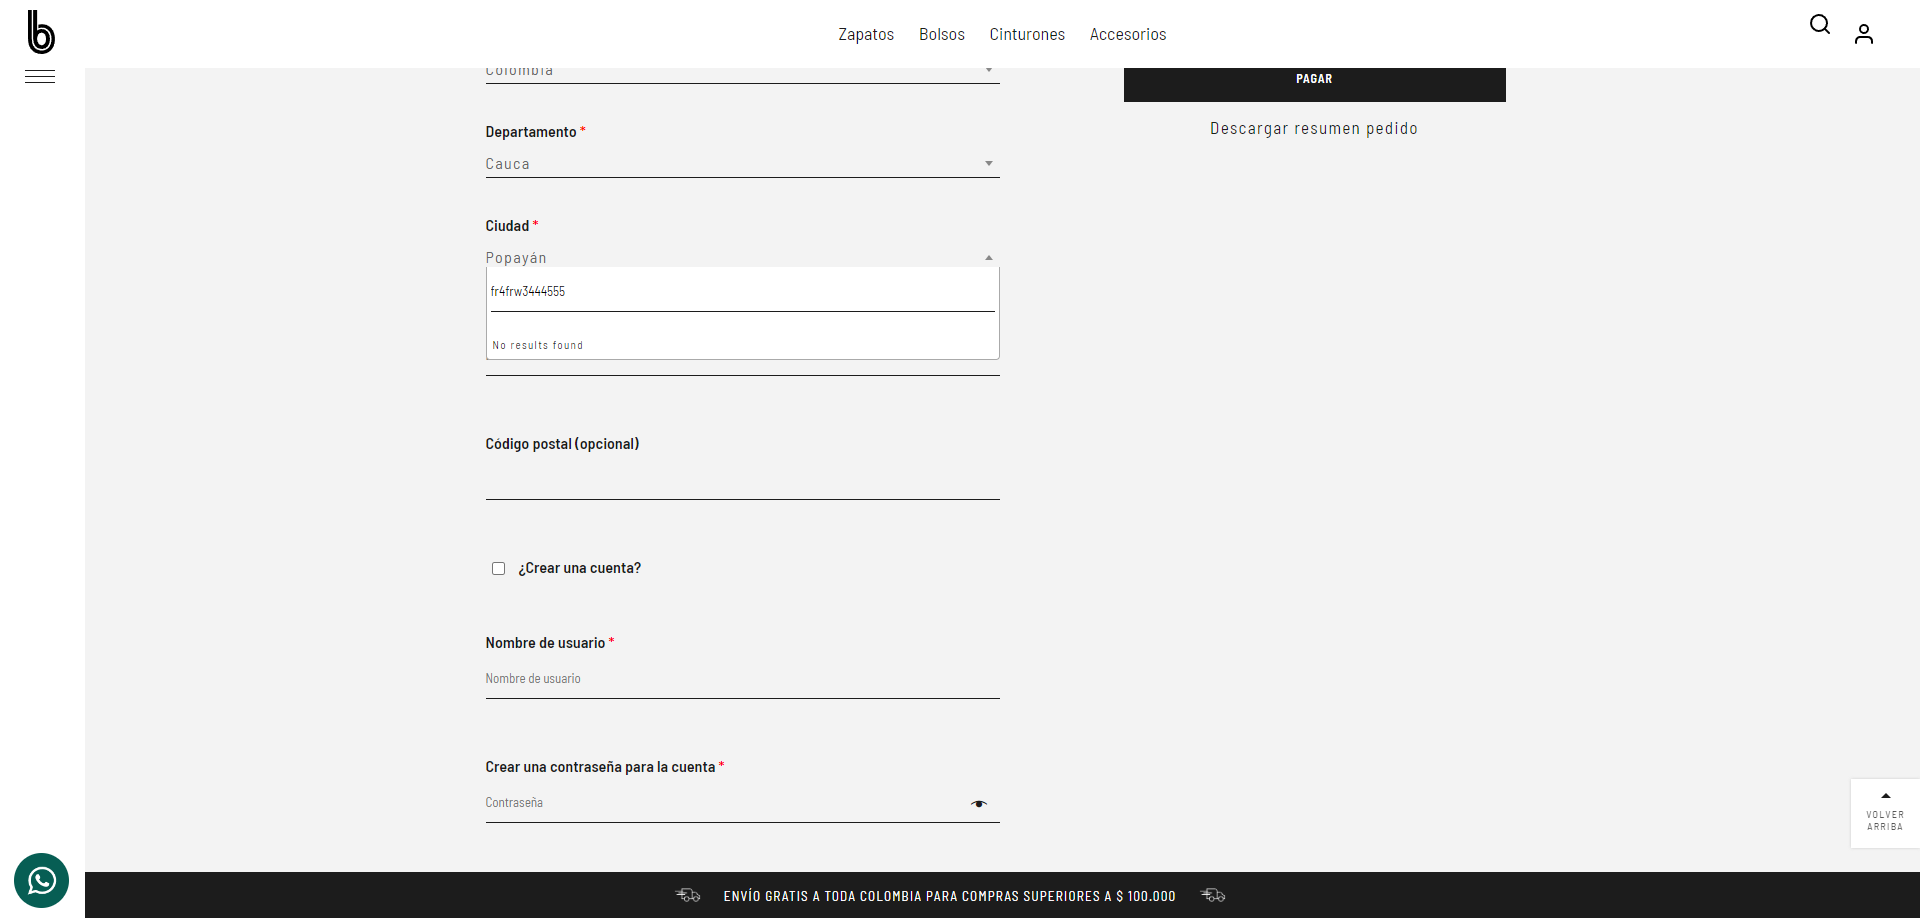 b
Zapatos
Bolsos
Cinturones
Accesorios
Colombia
PAGAR
Descargar resumen pedido
Departamento *
Cauca
Ciudad *
Popayán
fr4frw3444555
No results found
Código postal (opcional)
¿Crear una cuenta?
Nombre de usuario *
Nombre de usuario
Crear una contraseña para la cuenta *
Contraseña
VOLVER
ARRIBA
ENVÍO GRATIS A TODA COLOMBIA PARA COMPRAS SUPERIORES A $ 100.000